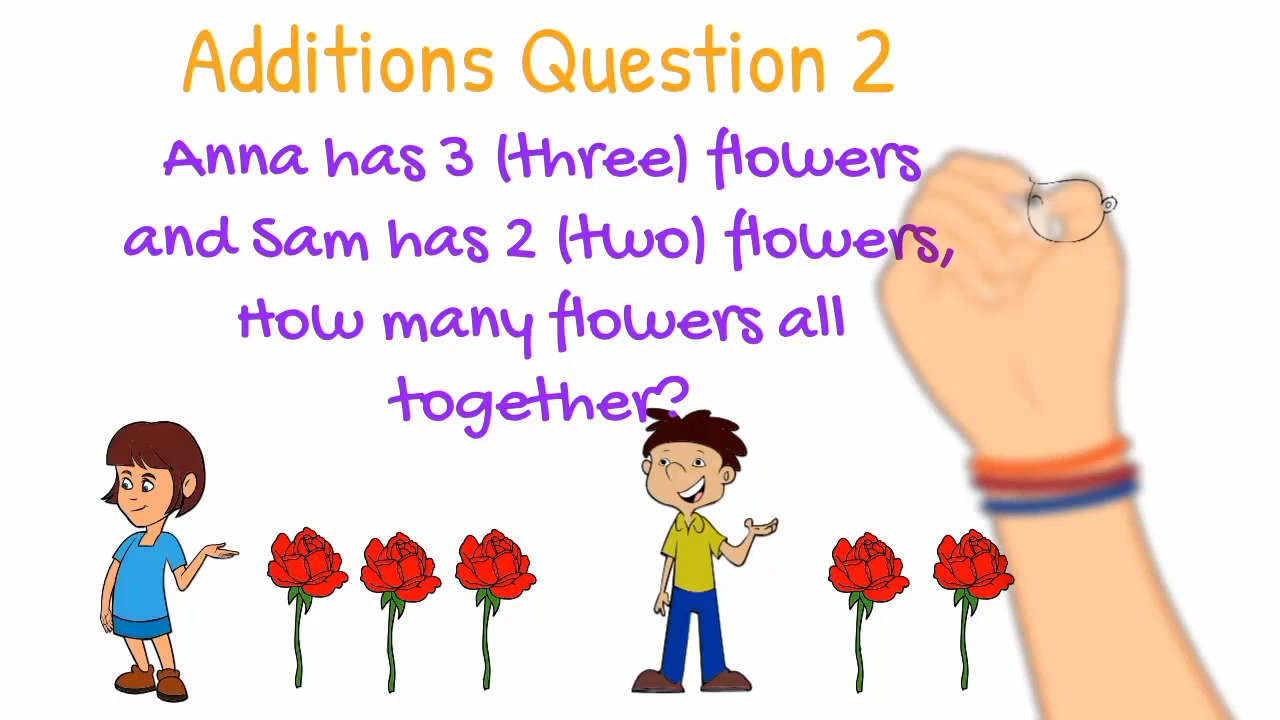 Additions Question 2
Anna has 3 (three) flowers
and Sam has 2 (two) flowers,
How many flowers all
together?